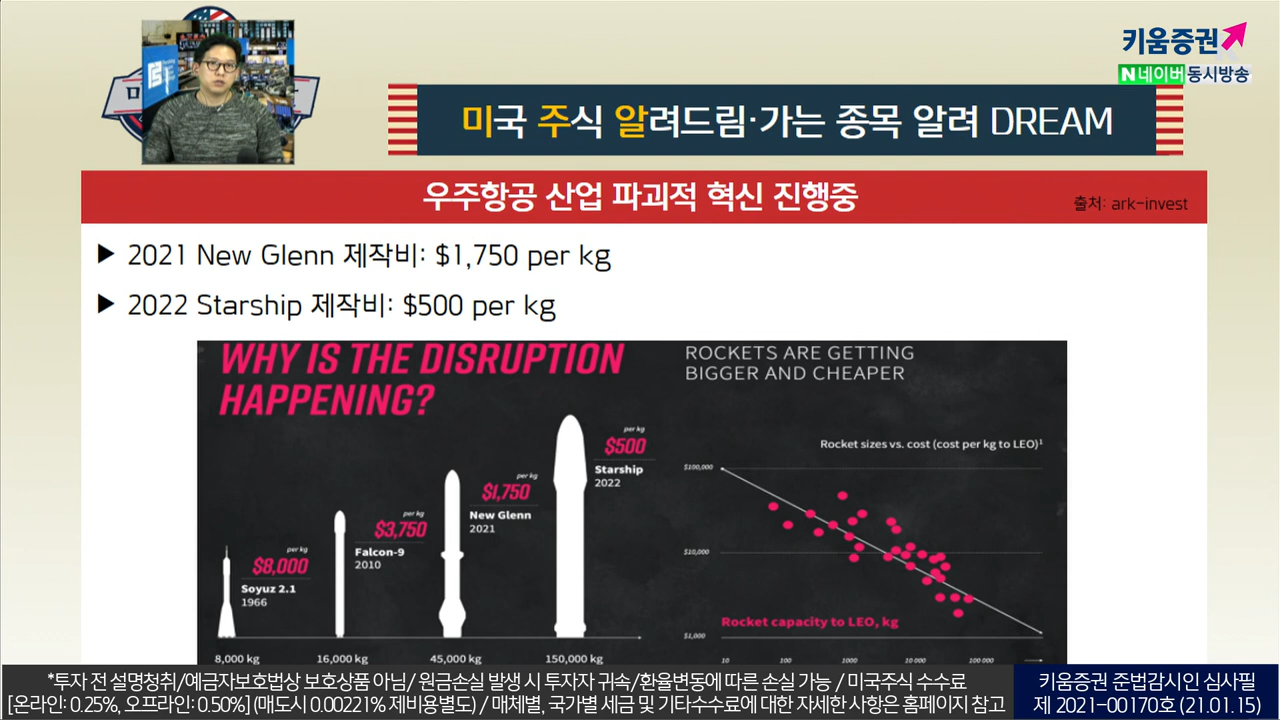 키움증권
N 네이버 동시방송
미
미국 주식 알려드림·가는 종목 알려 DREAM
우주항공 산업 파괴적 혁신 진행중
출처: ark-invest
▶ 2021 New Glenn 제작비: $1,750 per kg
▶ 2022 Starship 제작비: $500 per kg
WHY IS THE DISRUPTION
HAPPENING?
per kg
$8,000
Soyuz 2.1
1966
per kg
$3,750
Falcon-9
2010
per kg
$1,750
New Glenn
2021
per kg
$500
Starship
2022
8,000 kg 16,000 kg 45,000 kg 150,000 kg
ROCKETS ARE GETTING
BIGGER AND CHEAPER
Rocket sizes vs. cost (cost per kg to LEO)¹
$100,000
$10,000
$1,000
Rocket capacity to LEO, kg
10 100 1000 10 000 100 000
*투자 전 설명청취/예금자보호법상 보호상품 아님/ 원금손실 발생 시 투자자 귀속/환율변동에 따른 손실 가능 / 미국주식 수수료
[온라인: 0.25%, 오프라인: 0.50%] (매도시 0.00221% 제비용별도) / 매체별, 국가별 세금 및 기타수수료에 대한 자세한 사항은 홈페이지 참고
키움증권 준법감시인 심사필
제 2021-00170호 (21.01.15)